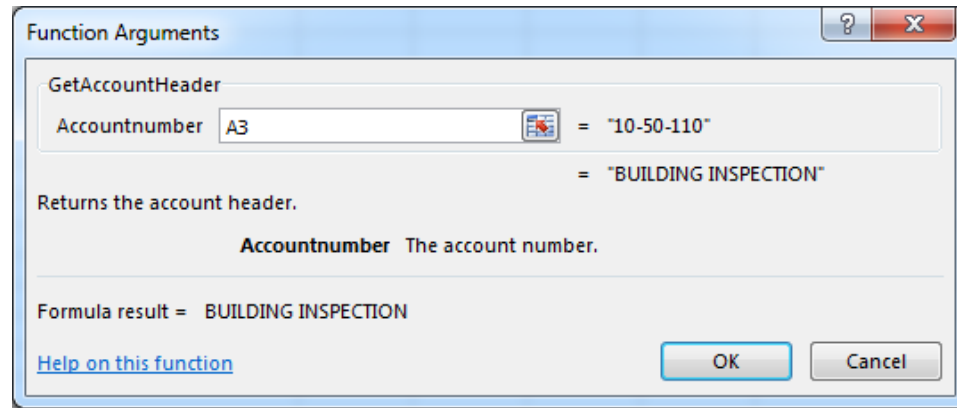 Function Arguments
GetAccountHeader
Accountnumber A3 = "10-50-110"
= "BUILDING INSPECTION"
Returns the account header.
Accountnumber The account number.
Formula result = BUILDING INSPECTION
Help on this function OK Cancel